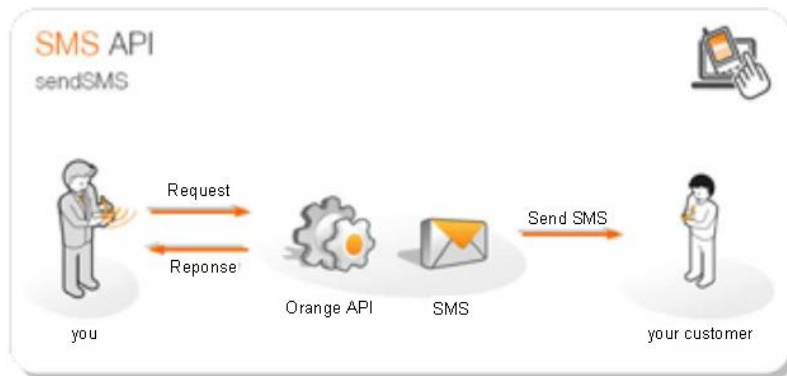 SMS API
sendSMS
Request
Send SMS
Reponse
Orange API
SMS
you
your customer